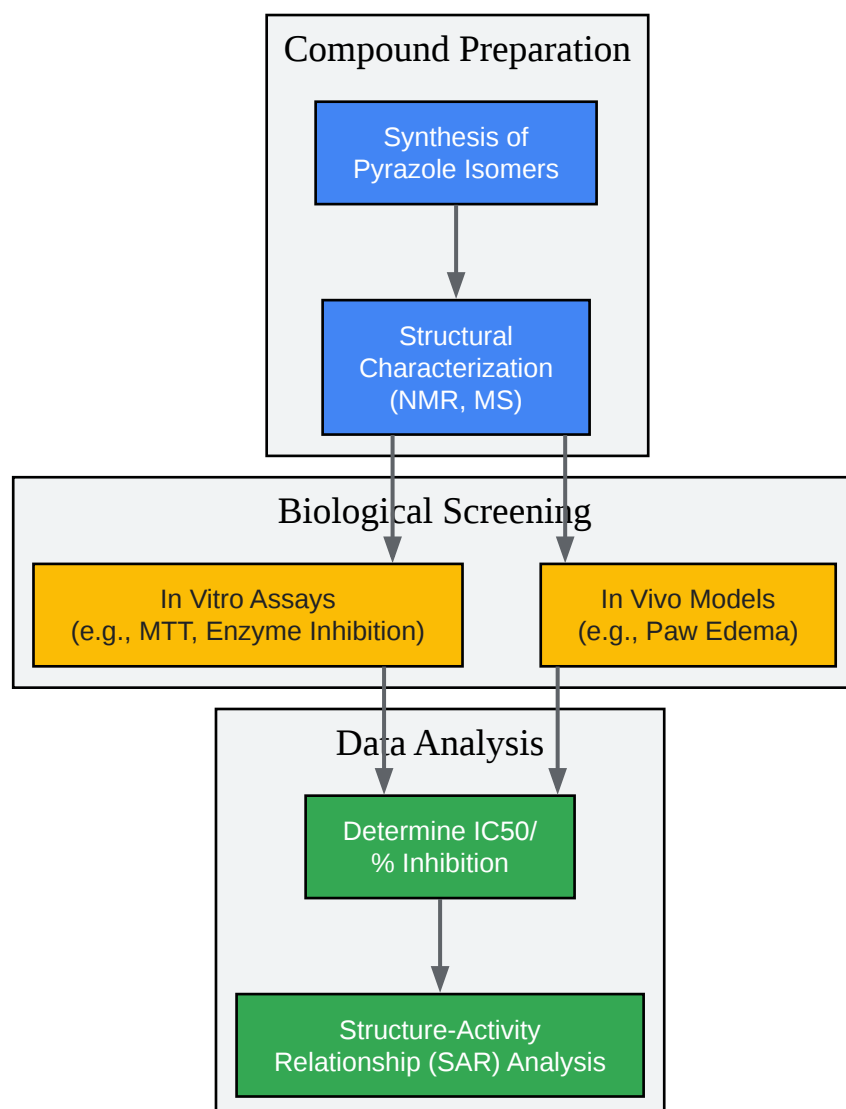 Compound Preparation
Synthesis of
Pyrazole Isomers
Structural
Characterization
(NMR, MS)
Biological Screening
In Vitro Assays
(e.g., MTT, Enzyme Inhibition)
In Vivo Models
(e.g., Paw Edema)
Data Analysis
Determine IC50/
% Inhibition
Structure-Activity
Relationship (SAR) Analysis